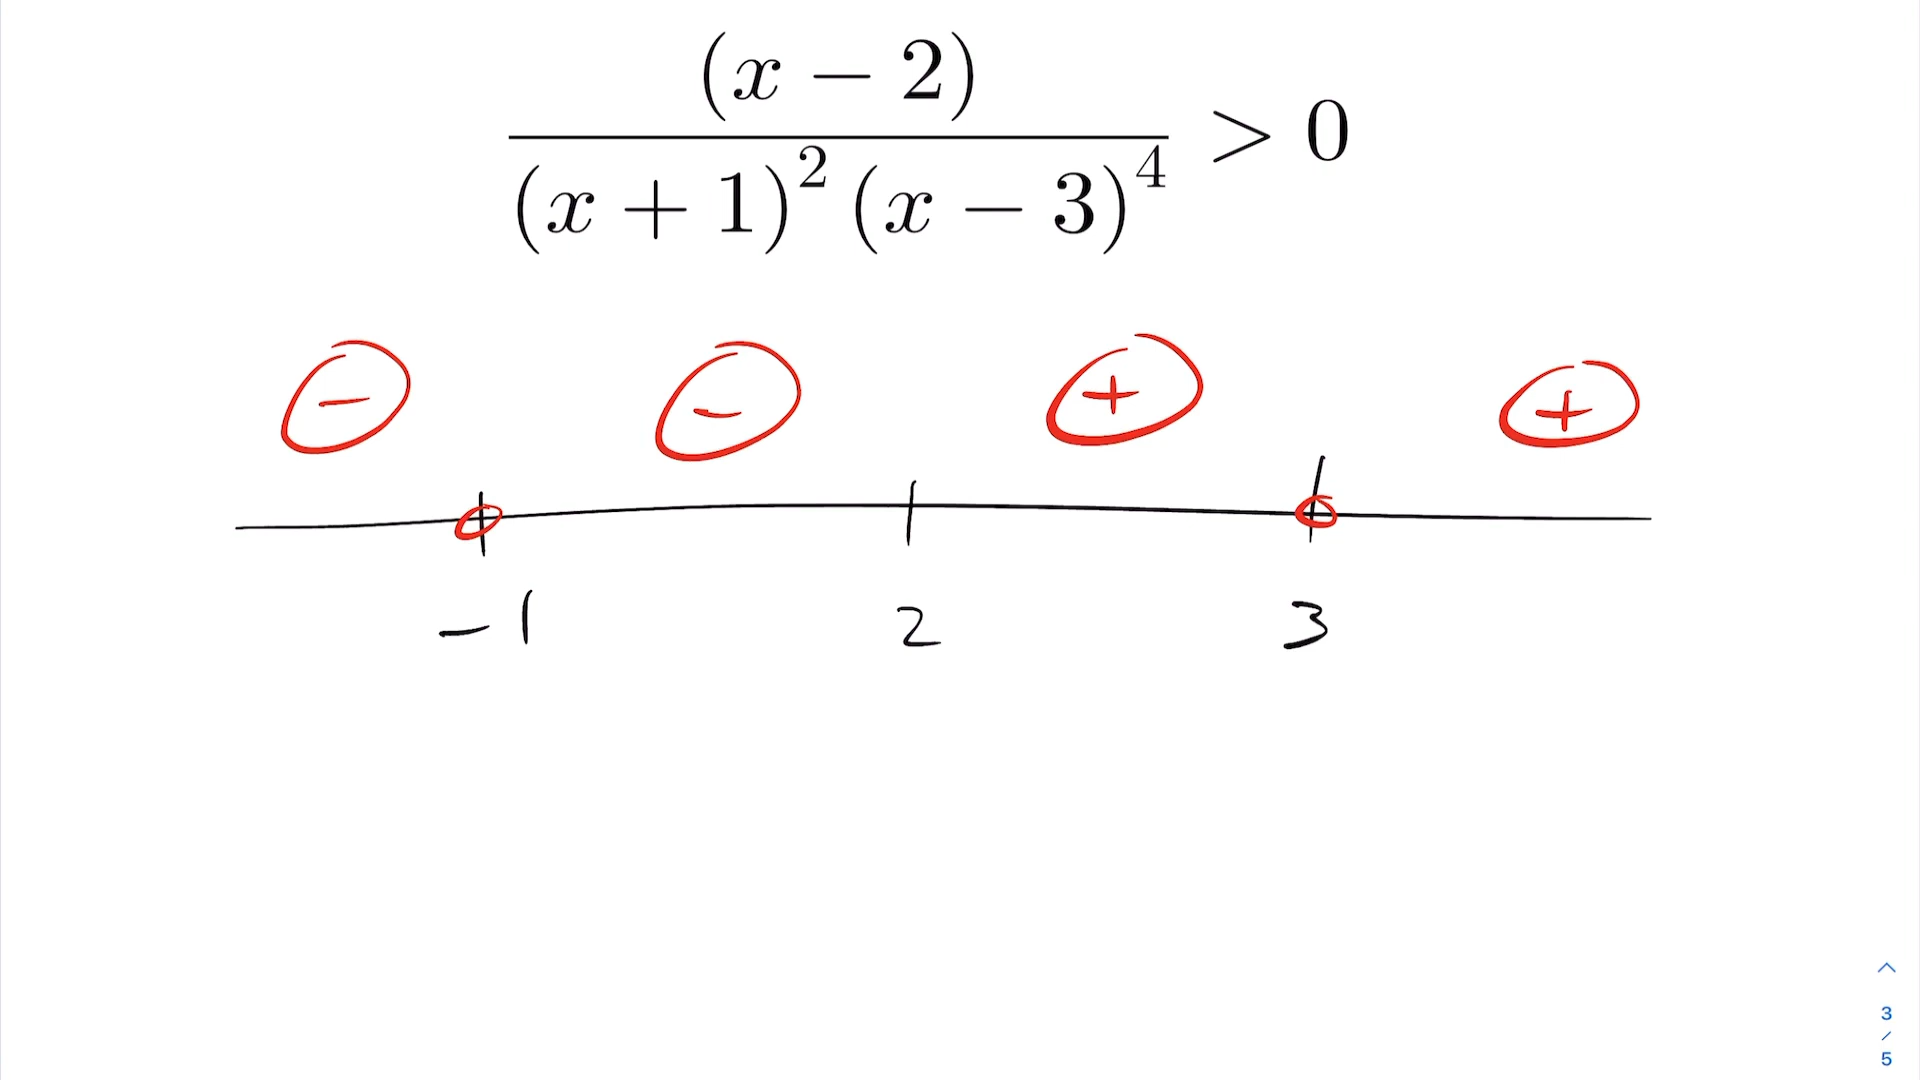 (x − 2)
(x + 1)² (x − 3)⁴ > 0
− − + +
−1 2 3
3
/
5